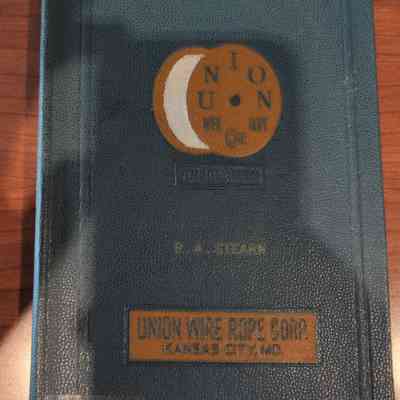 UNION
WIRE ROPE
R. A. STEARN
UNION WIRE ROPE CORP.
KANSAS CITY, MO.